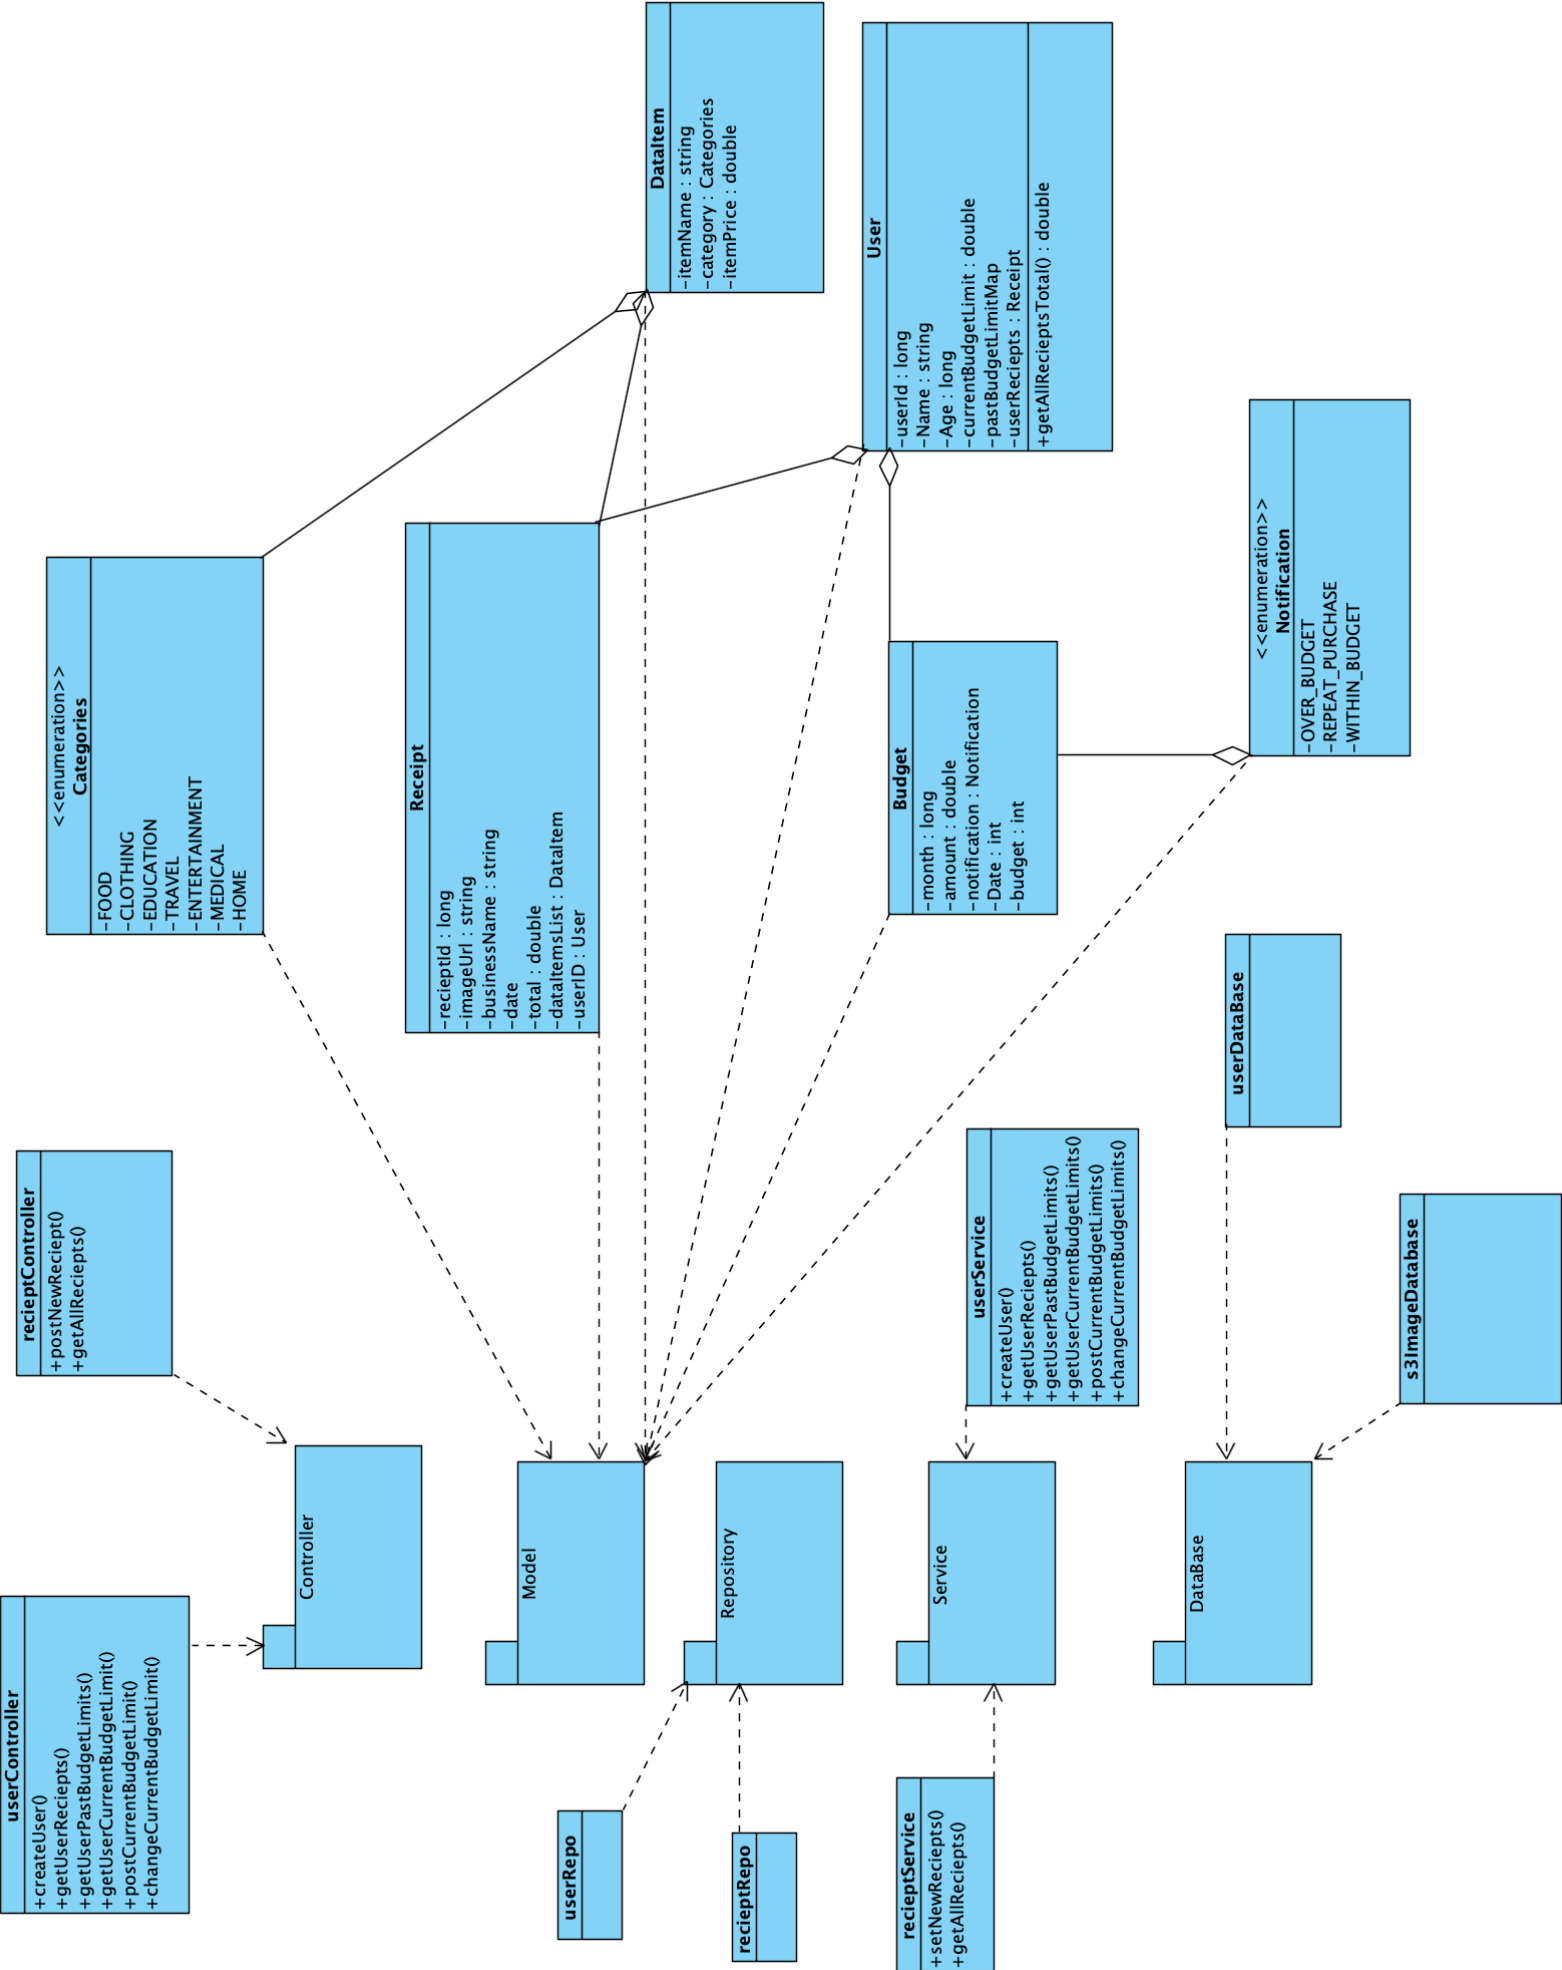 userController
+createUser()
+getUserReciepts()
+getUserPastBudgetLimits()
+getUserCurrentBudgetLimit()
+postCurrentBudgetLimit()
+changeCurrentBudgetLimit()
recieptController
+postNewReciept()
+getAllReciepts()
<<enumeration>>
Categories
-FOOD
-CLOTHING
-EDUCATION
-TRAVEL
-ENTERTAINMENT
-MEDICAL
-HOME
Controller
Receipt
-recieptId : long
-imageUrl : string
-businessName : string
-date
-total : double
-dataItemsList : DataItem
-userID : User
Model
DataItem
-itemName : string
-category : Categories
-itemPrice : double
userRepo
recieptRepo
Repository
User
-userId : long
-Name : string
-Age : long
-currentBudgetLimit : double
-pastBudgetLimitMap
-userReciepts : Receipt
+getAllRecieptsTotal() : double
recieptService
+setNewReciepts()
+getAllReciepts()
Service
userService
+createUser()
+getUserReciepts()
+getUserPastBudgetLimits()
+getUserCurrentBudgetLimits()
+postCurrentBudgetLimits()
+changeCurrentBudgetLimits()
Budget
-month : long
-amount : double
-notification : Notification
-Date : int
-budget : int
DataBase
userDataBase
<<enumeration>>
Notification
-OVER_BUDGET
-REPEAT_PURCHASE
-WITHIN_BUDGET
s3ImageDatabase